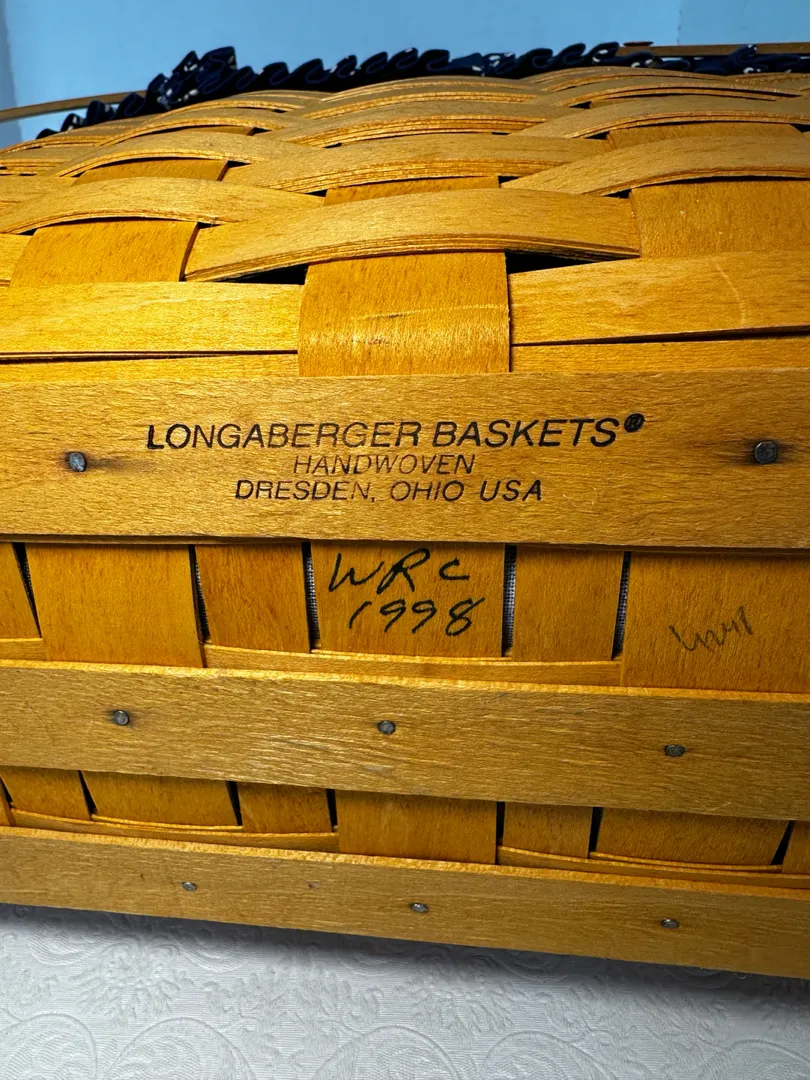 LONGABERGER BASKETS®
HANDWOVEN
DRESDEN, OHIO USA
WRC
1998